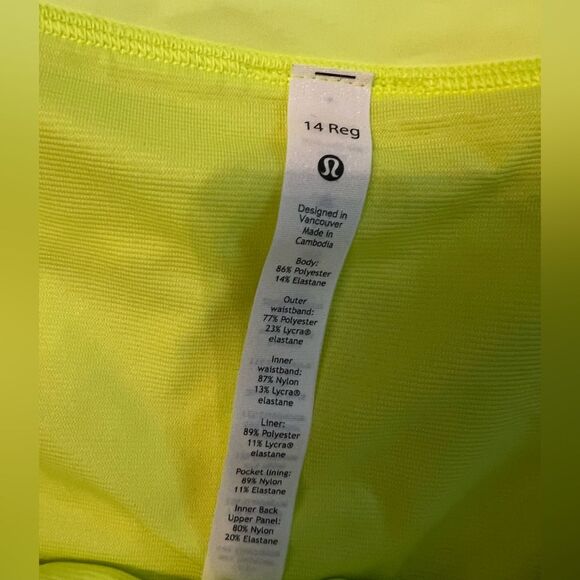 14 Reg
Designed in
Vancouver
Made in
Cambodia
Body:
86% Polyester
14% Elastane
Outer
waistband:
77% Polyester
23% Lycra®
elastane
Inner
waistband:
87% Nylon
13% Lycra®
elastane
Liner:
89% Polyester
11% Lycra®
elastane
Pocket lining:
89% Nylon
11% Elastane
Inner Back
Upper Panel:
80% Nylon
20% Elastane